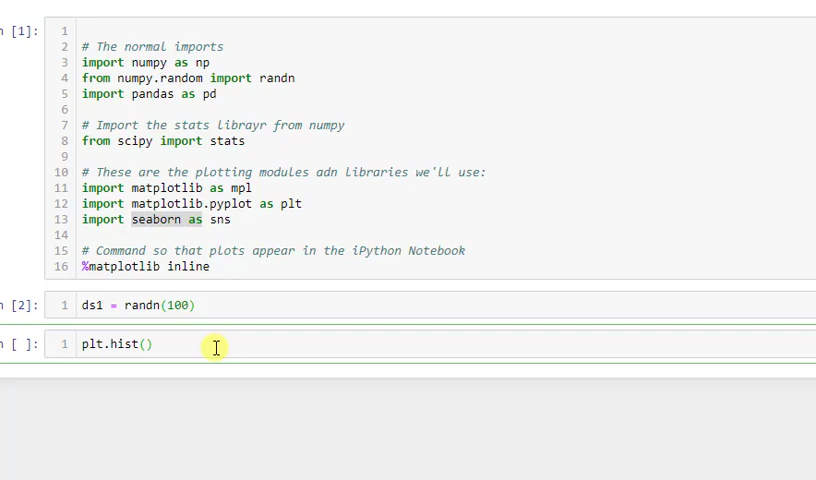 n [1]:
1
2 # The normal imports
3 import numpy as np
4 from numpy.random import randn
5 import pandas as pd
6
7 # Import the stats librayr from numpy
8 from scipy import stats
9
10 # These are the plotting modules adn libraries we'll use:
11 import matplotlib as mpl
12 import matplotlib.pyplot as plt
13 import seaborn as sns
14
15 # Command so that plots appear in the iPython Notebook
16 %matplotlib inline
n [2]: 1 ds1 = randn(100)
n [ ]: 1 plt.hist()